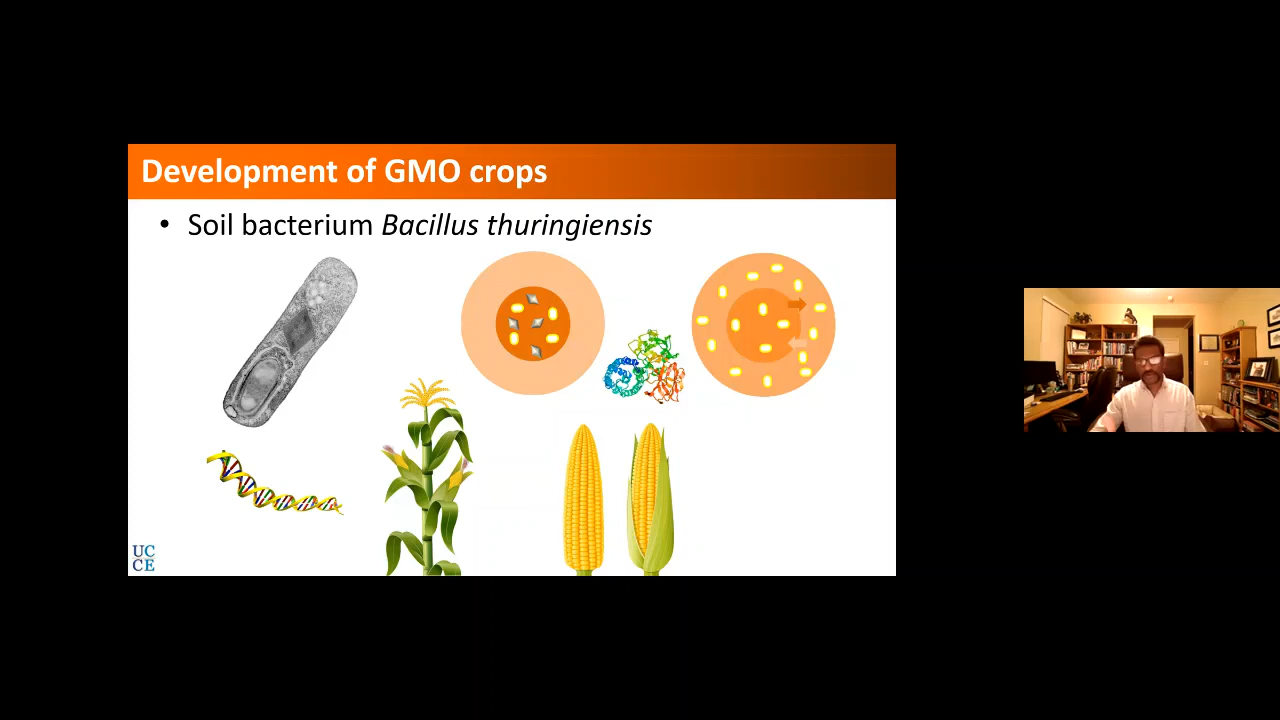 Development of GMO crops
• Soil bacterium Bacillus thuringiensis
UC
CE